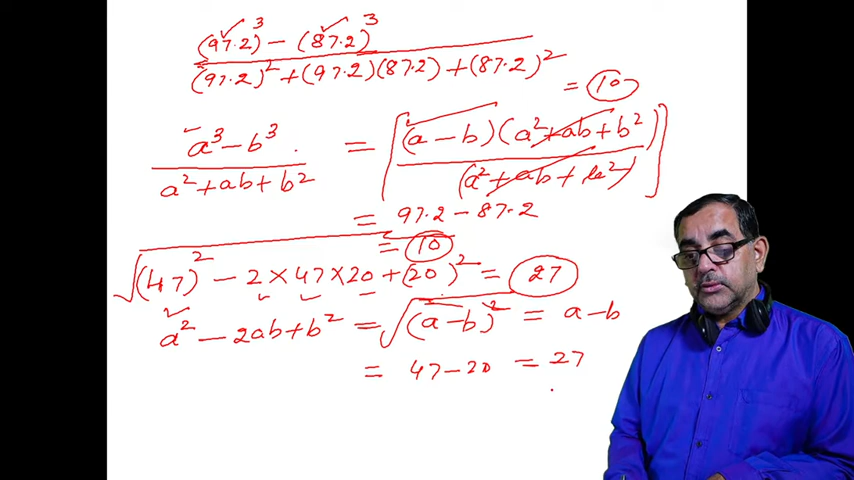 (97.2)³ − (87.2)³
(97.2)² + (97.2)(87.2) + (87.2)²
= 10
a³ − b³ = [(a − b)(a² + ab + b²)]
a² + ab + b² (a² + ab + b²)
= 97.2 − 87.2
= 10
√(47)² − 2 × 47 × 20 + (20)² = 27
a² − 2ab + b² = √(a − b)² = a − b
= 47 − 20 = 27